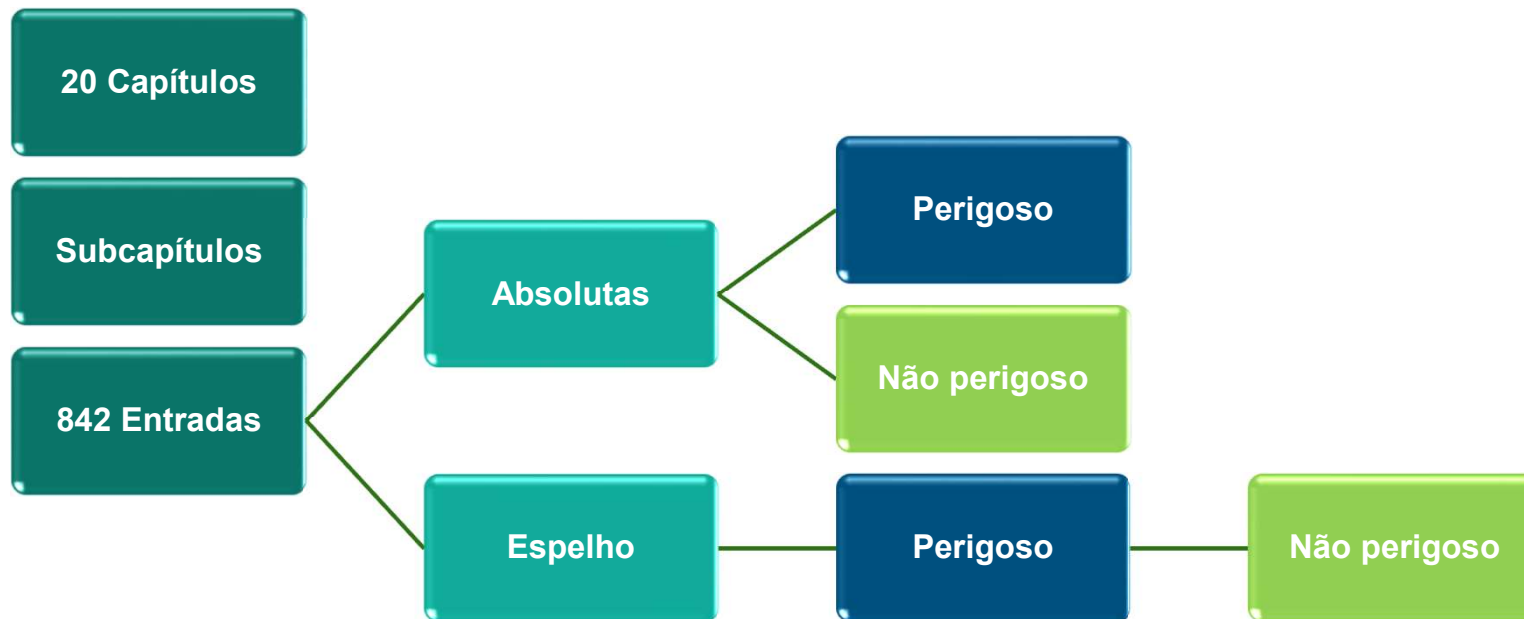 20 Capítulos
Subcapítulos
842 Entradas
Absolutas
Perigoso
Não perigoso
Espelho
Perigoso
Não perigoso